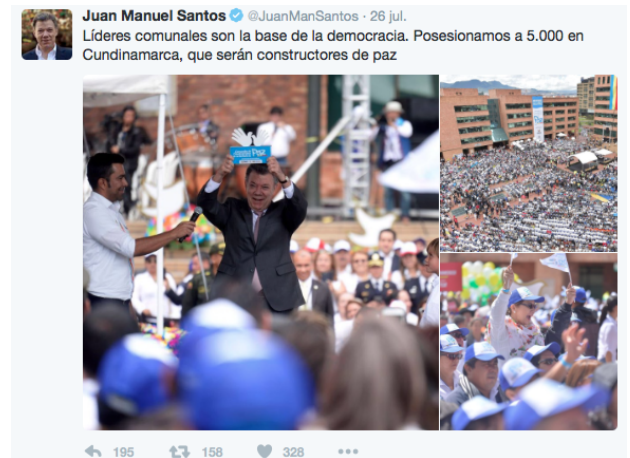 Juan Manuel Santos @JuanManSantos · 26 jul.
Líderes comunales son la base de la democracia. Posesionamos a 5.000 en
Cundinamarca, que serán constructores de paz
Paz
195 158 328